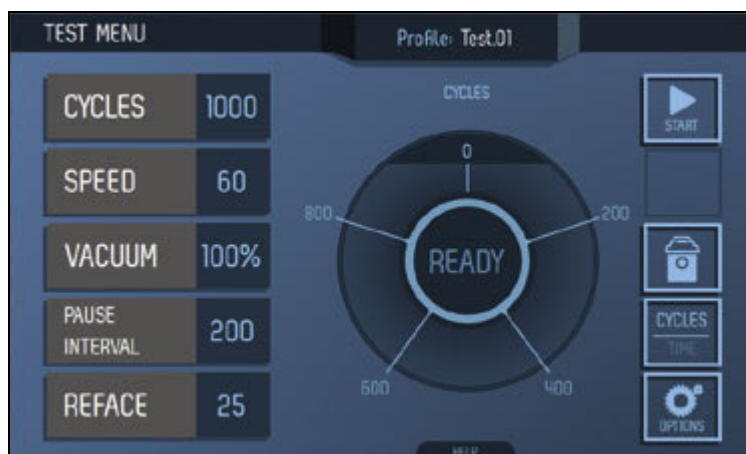 TEST MENU
Profile: Test.01
CYCLES 1000
SPEED 60
VACUUM 100%
PAUSE
INTERVAL 200
REFACE 25
CYCLES
0
200
400
600
800
READY
START
CYCLES
TIME
OPTIONS
HELP